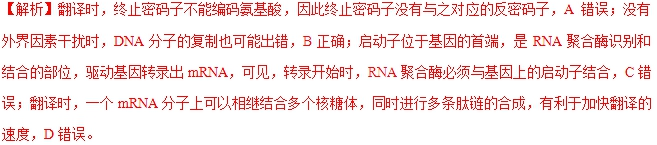 【解析】翻译时，终止密码子不能编码氨基酸，因此终止密码子没有与之对应的反密码子，A 错误；没有
外界因素干扰时，DNA 分子的复制也可能出错，B 正确；启动子位于基因的首端，是 RNA 聚合酶识别和
结合的部位，驱动基因转录出 mRNA，可见，转录开始时，RNA 聚合酶必须与基因上的启动子结合，C 错
误；翻译时，一个 mRNA 分子上可以相继结合多个核糖体，同时进行多条肽链的合成，有利于加快翻译的
速度，D 错误。